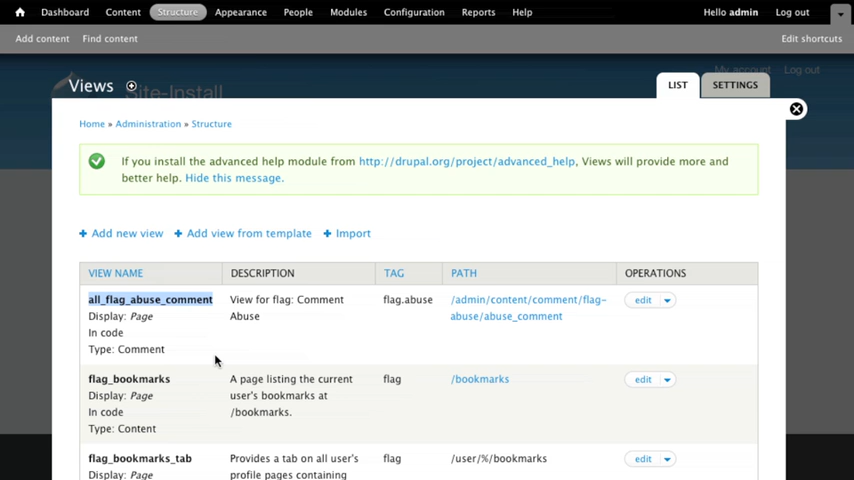 Dashboard Content Structure Appearance People Modules Configuration Reports Help Hello admin Log out
Add content Find content Edit shortcuts
My account Log out
Views Site-Install LIST SETTINGS
Home » Administration » Structure
If you install the advanced help module from http://drupal.org/project/advanced_help, Views will provide more and
better help. Hide this message.
Add new view Add view from template Import
VIEW NAME DESCRIPTION TAG PATH OPERATIONS
all_flag_abuse_comment View for flag: Comment flag.abuse /admin/content/comment/flag- edit
Display: Page Abuse abuse/abuse_comment
In code
Type: Comment
flag_bookmarks A page listing the current flag /bookmarks edit
Display: Page user's bookmarks at
In code /bookmarks.
Type: Content
flag_bookmarks_tab Provides a tab on all user's flag /user/%/bookmarks edit
Display: Page profile pages containing